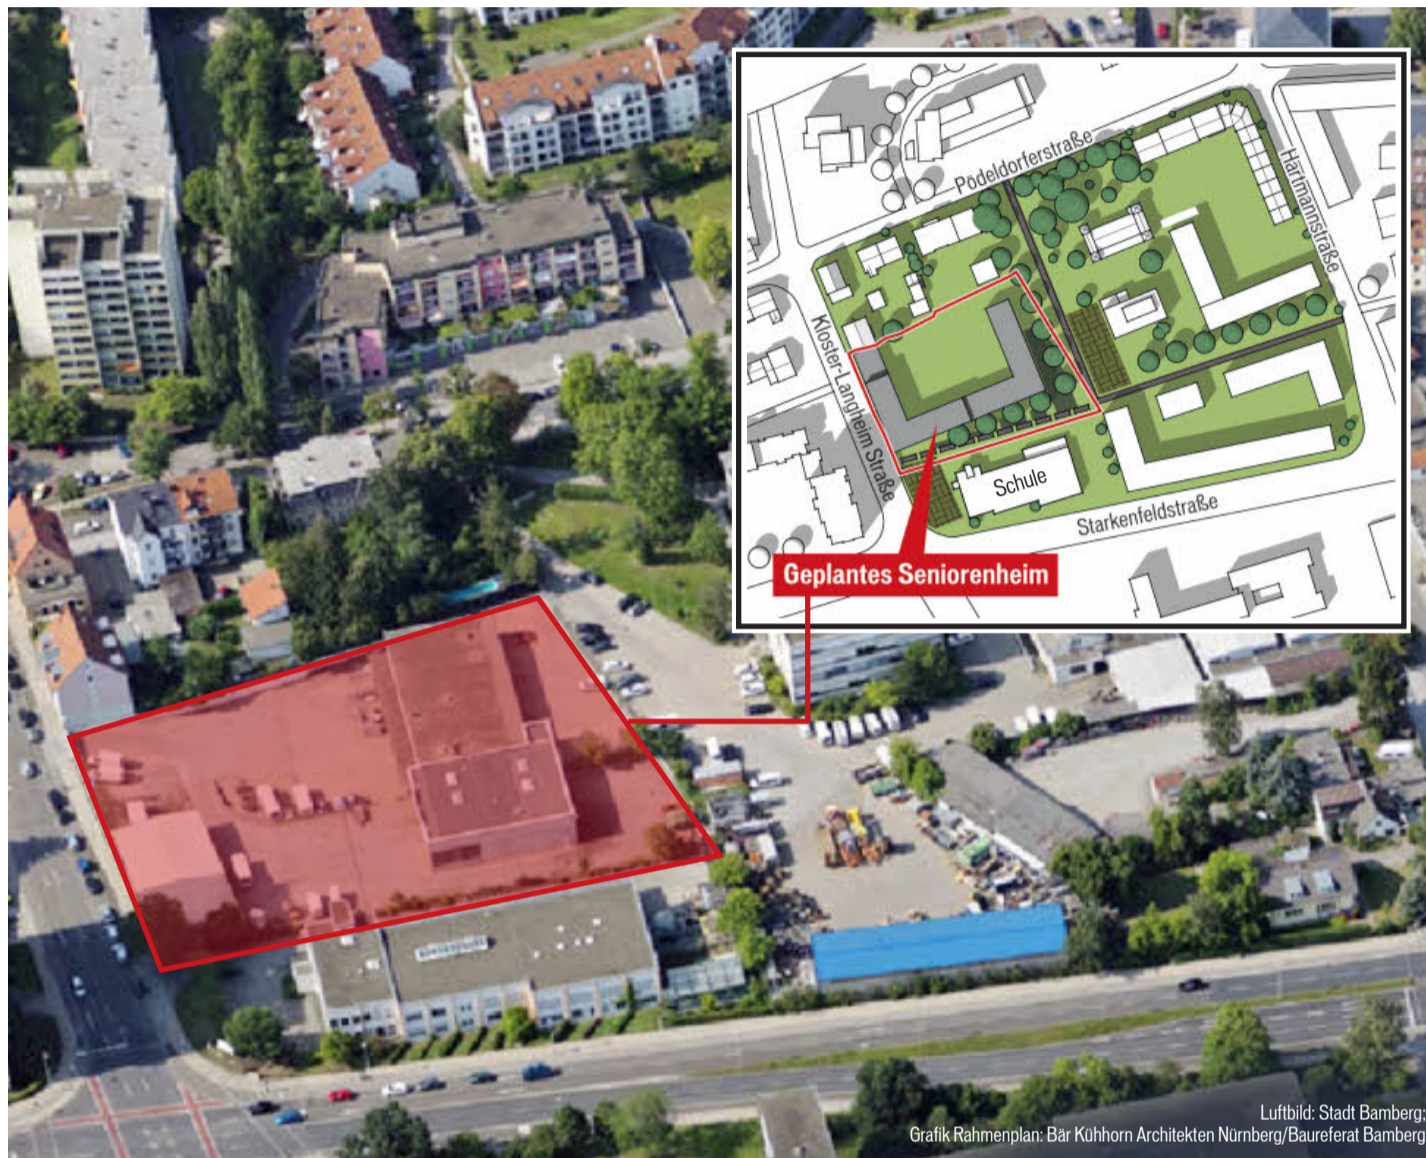 Pödeldorferstraße
Hartmannstraße
Kloster-Langheim Straße
Schule
Starkenfeldstraße
Geplantes Seniorenheim
Luftbild: Stadt Bamberg;
Grafik Rahmenplan: Bär Kühhorn Architekten Nürnberg/Baureferat Bamberg